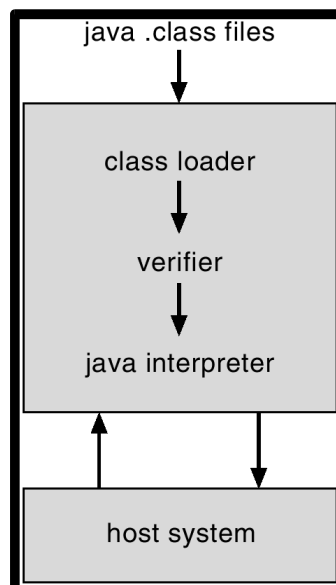 java .class files
class loader
verifier
java interpreter
host system